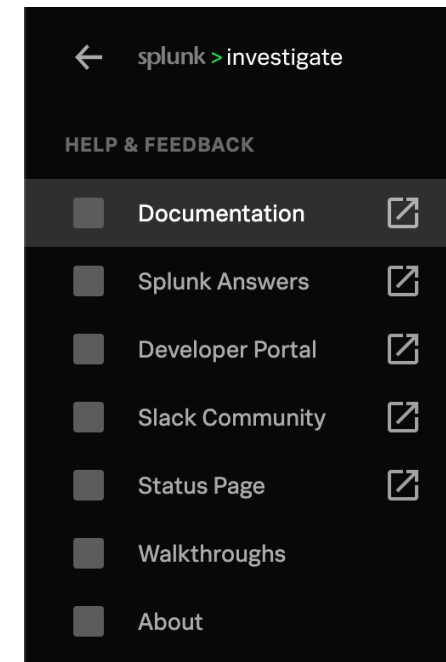 splunk > investigate
HELP & FEEDBACK
Documentation
Splunk Answers
Developer Portal
Slack Community
Status Page
Walkthroughs
About